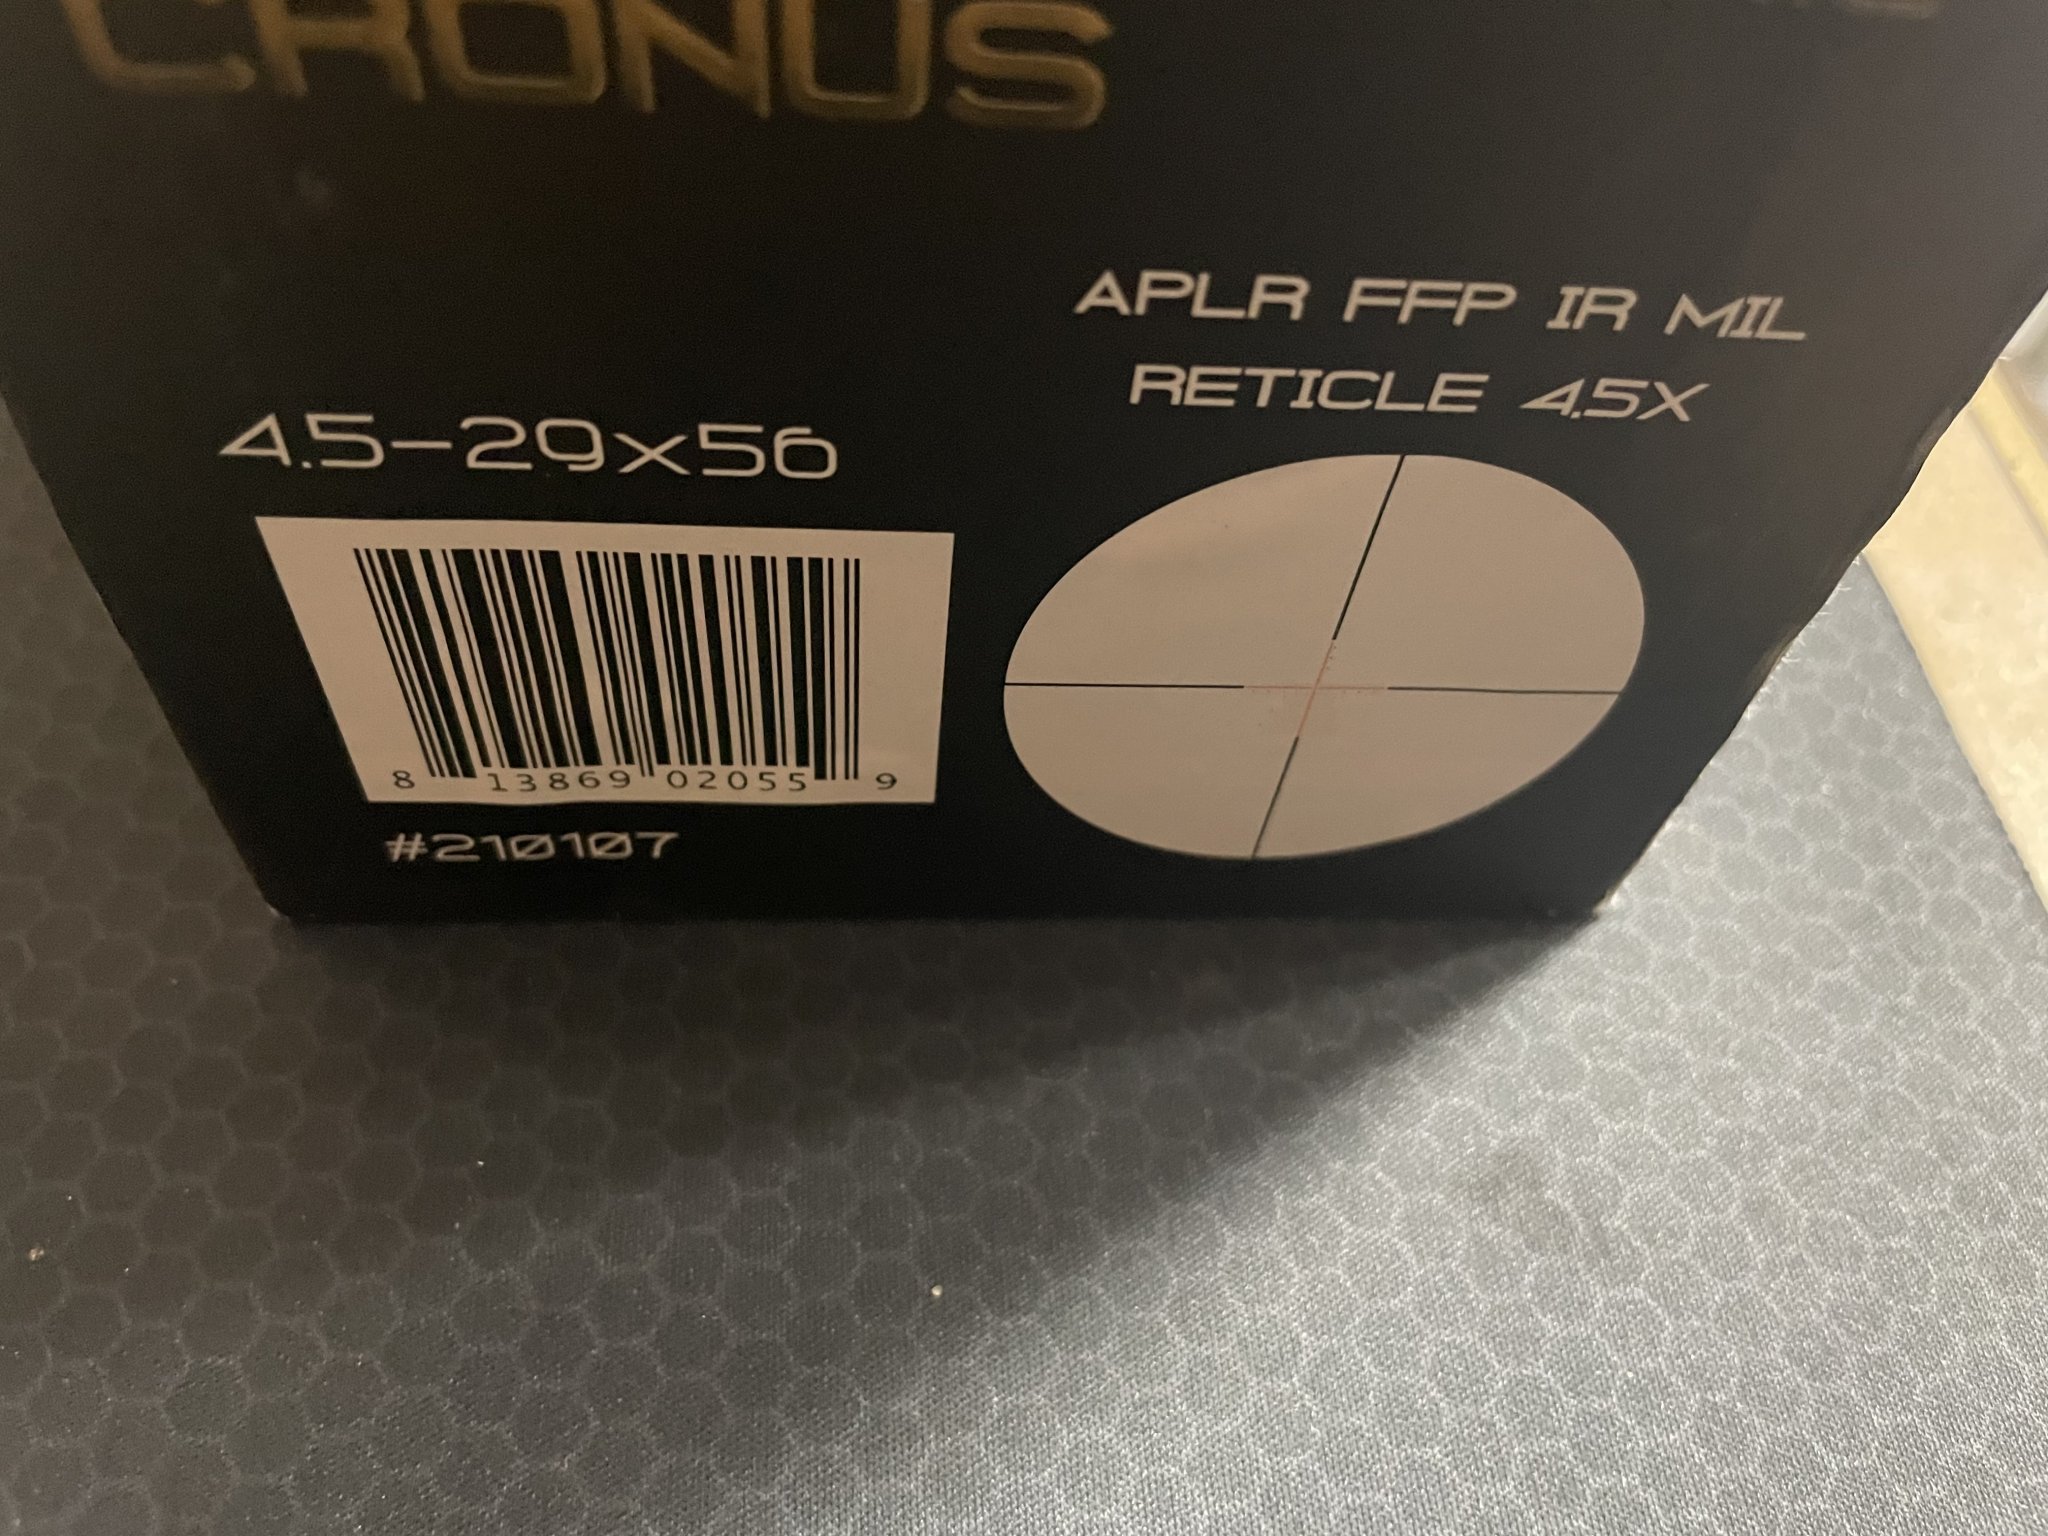 CRONUS
APLR FFP IR MIL
RETICLE 4.5X
4.5-29x56
8 13869 02055 9
#210107